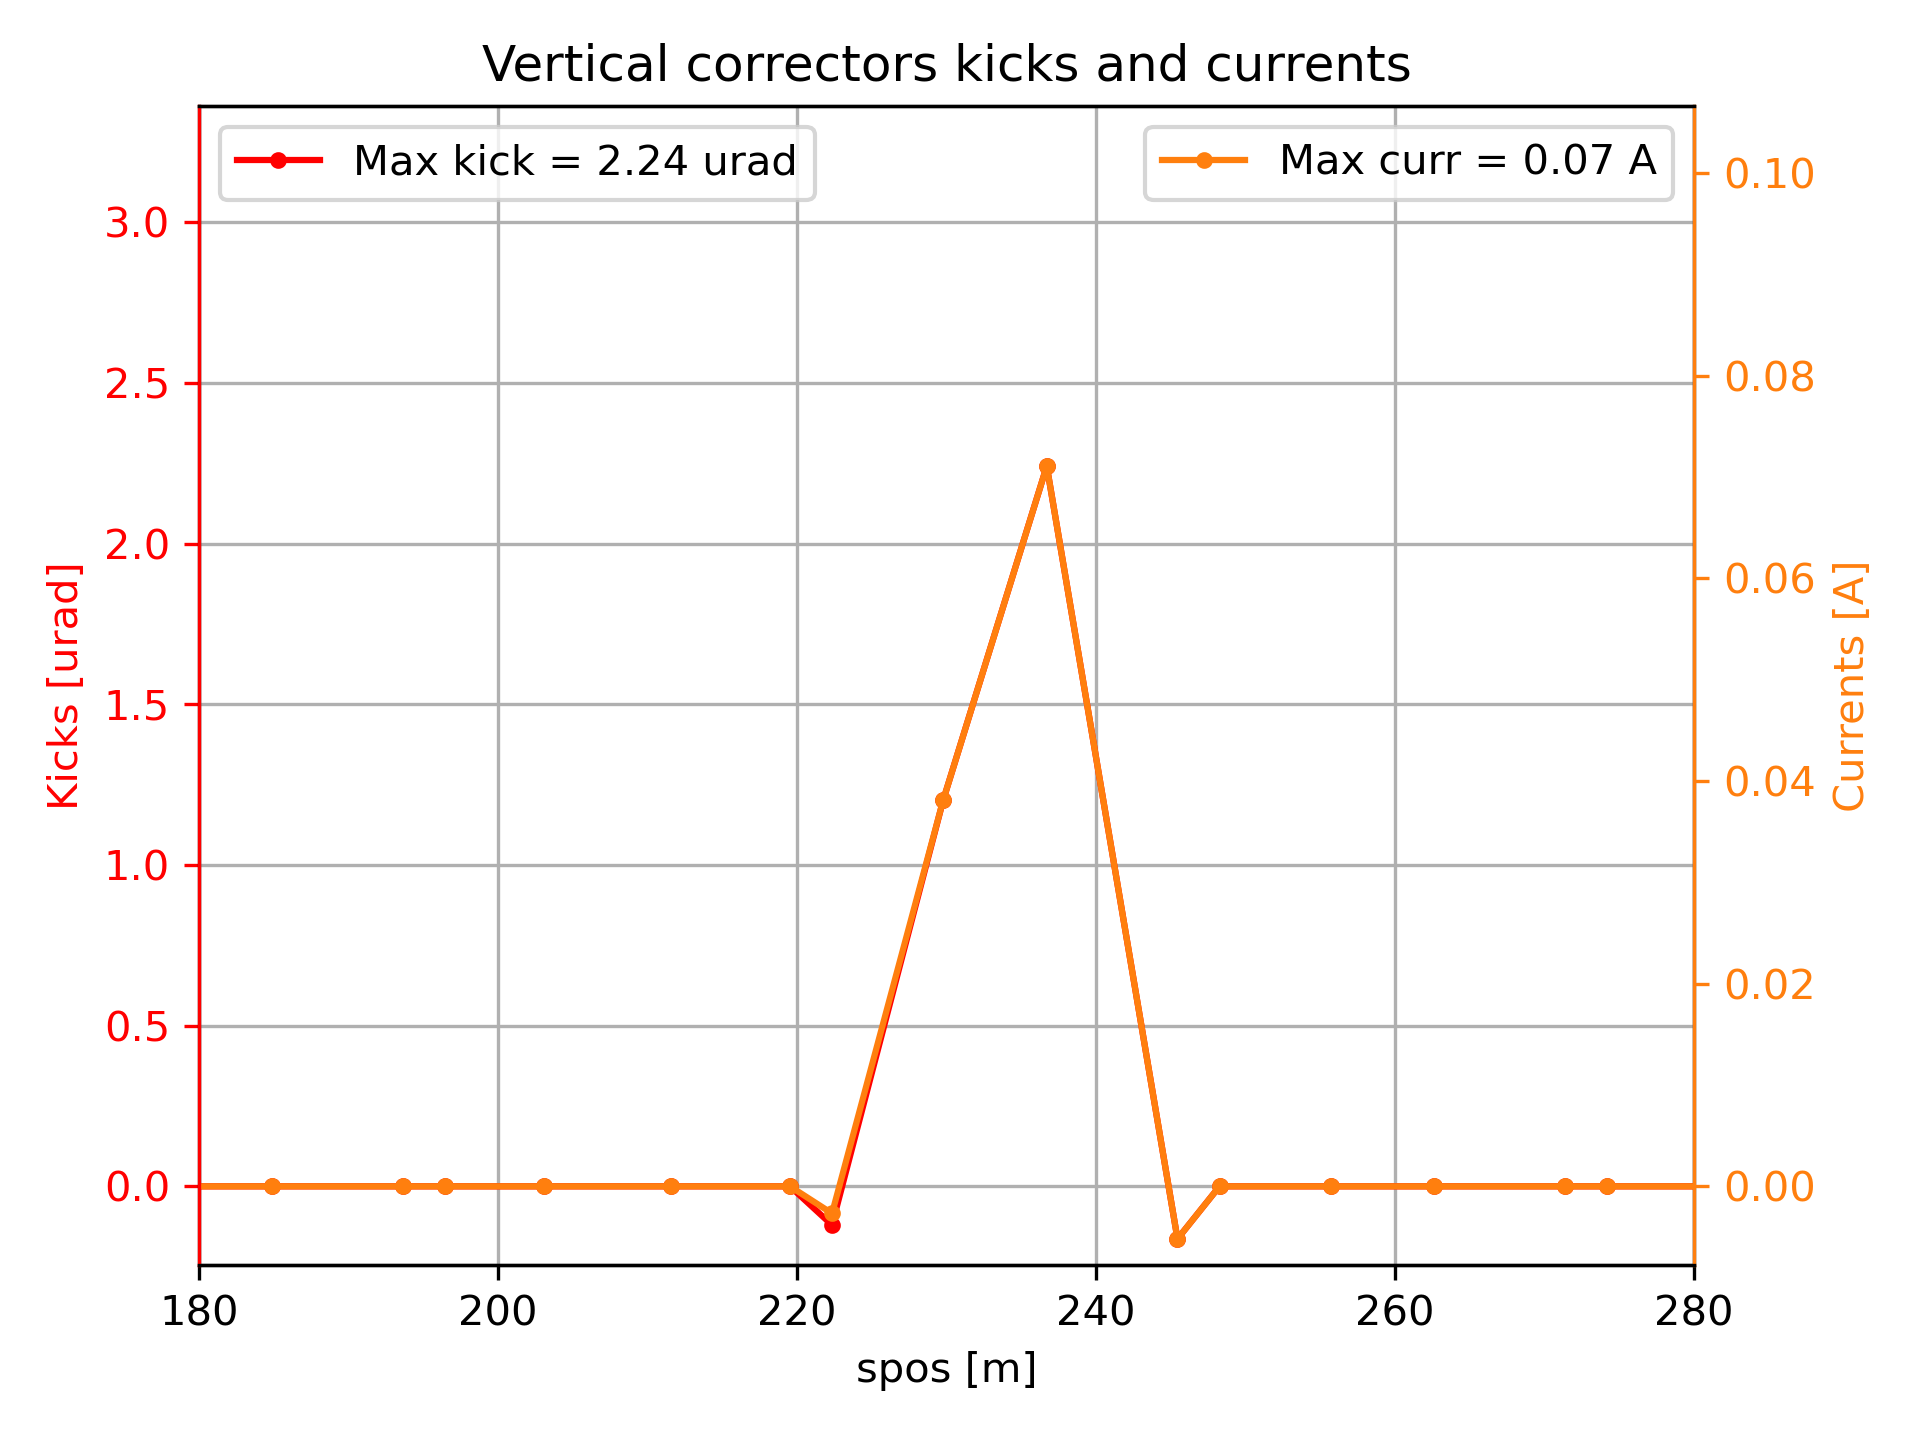 Vertical correctors kicks and currents
Max kick = 2.24 urad
Max curr = 0.07 A
Kicks [urad]
3.0
2.5
2.0
1.5
1.0
0.5
0.0
0.10
0.08
0.06
0.04
0.02
0.00
Currents [A]
180 200 220 240 260 280
spos [m]